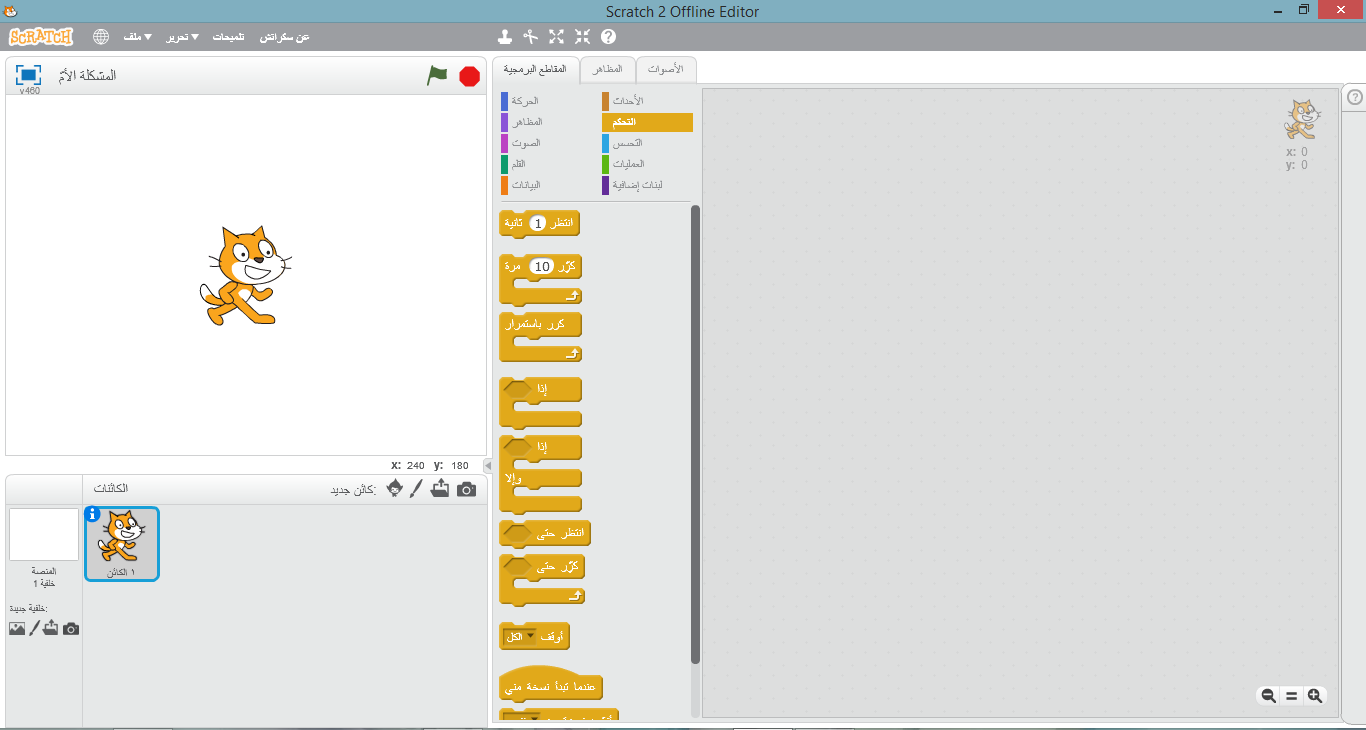 Scratch 2 Offline Editor
SCRATCH ملف تحرير تلميحات عن سكراتش
v460
المشكلة الأمّ
x: 240 y: 180
الكائنات
كائن جديد:
المنصة
خلفية 1
خلفية جديدة:
١ الكائن
المقاطع البرمجية
المظاهر
الأصوات
الحركة
المظاهر
الصوت
القلم
البيانات
الأحداث
التحكم
التحسس
العمليات
لبنات إضافية
انتظر 1 ثانية
كرّر 10 مرة
كرر باستمرار
إذا
إذا
وإلا
انتظر حتى
كرّر حتى
أوقف الكل
عندما تبدأ نسخة مني
x: 0
y: 0